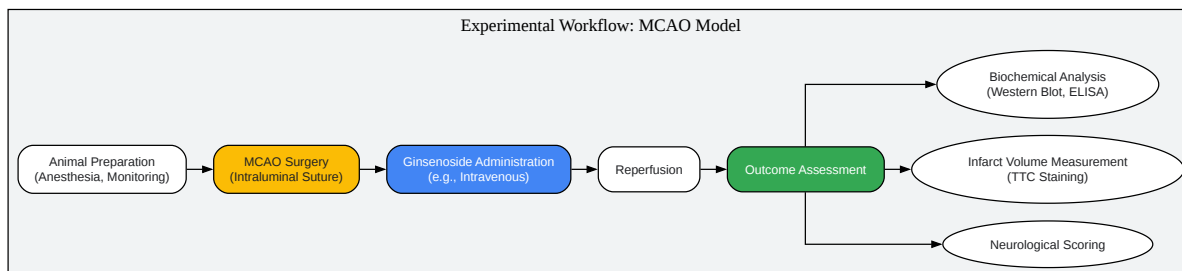 Experimental Workflow: MCAO Model
Animal Preparation
(Anesthesia, Monitoring)
MCAO Surgery
(Intraluminal Suture)
Ginsenoside Administration
(e.g., Intravenous)
Reperfusion
Outcome Assessment
Biochemical Analysis
(Western Blot, ELISA)
Infarct Volume Measurement
(TTC Staining)
Neurological Scoring